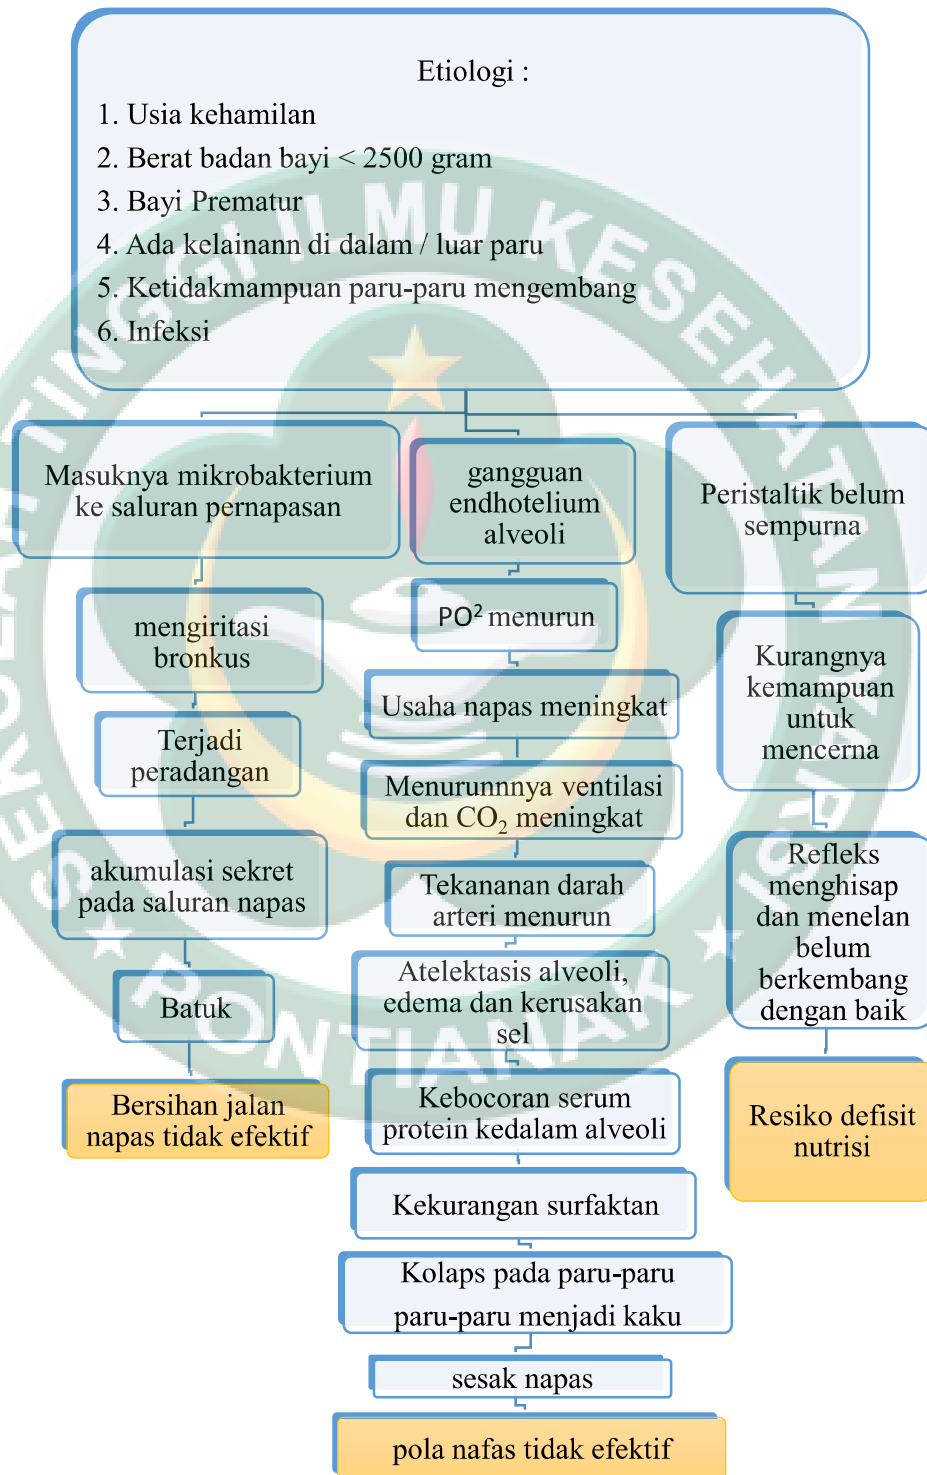 Etiologi :
1. Usia kehamilan
2. Berat badan bayi < 2500 gram
3. Bayi Prematur
4. Ada kelainann di dalam / luar paru
5. Ketidakmampuan paru-paru mengembang
6. Infeksi
Masuknya mikrobakterium
ke saluran pernapasan
mengiritasi
bronkus
Terjadi
peradangan
akumulasi sekret
pada saluran napas
Batuk
Bersihan jalan
napas tidak efektif
gangguan
endhotelium
alveoli
PO² menurun
Usaha napas meningkat
Menurunnnya ventilasi
dan CO₂ meningkat
Tekananan darah
arteri menurun
Atelektasis alveoli,
edema dan kerusakan
sel
Kebocoran serum
protein kedalam alveoli
Kekurangan surfaktan
Kolaps pada paru-paru
paru-paru menjadi kaku
sesak napas
pola nafas tidak efektif
Peristaltik belum
sempurna
Kurangnya
kemampuan
untuk
mencerna
Refleks
menghisap
dan menelan
belum
berkembang
dengan baik
Resiko defisit
nutrisi
TINGGI ILMU KESEHATAN YARSI
PONTIANAK